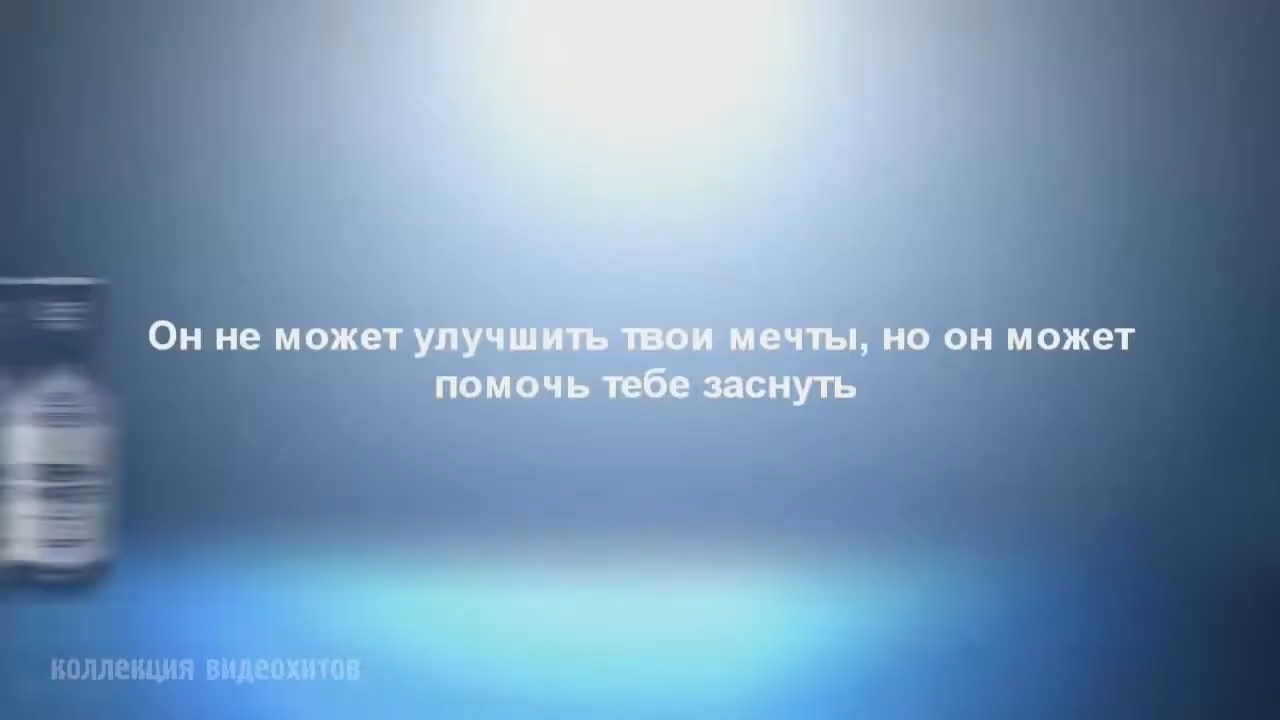 Он не может улучшить твои мечты, но он может
помочь тебе заснуть
коллекция видеохитов